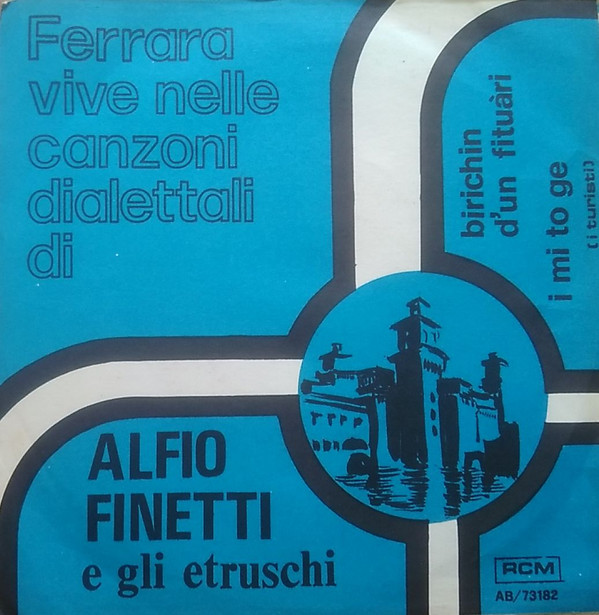 Ferrara
vive nelle
canzoni
dialettali
di
birichin
d'un fituàri
i mi to ge
(i turisti)
ALFIO
FINETTI
e gli etruschi
RCM
AB/73182